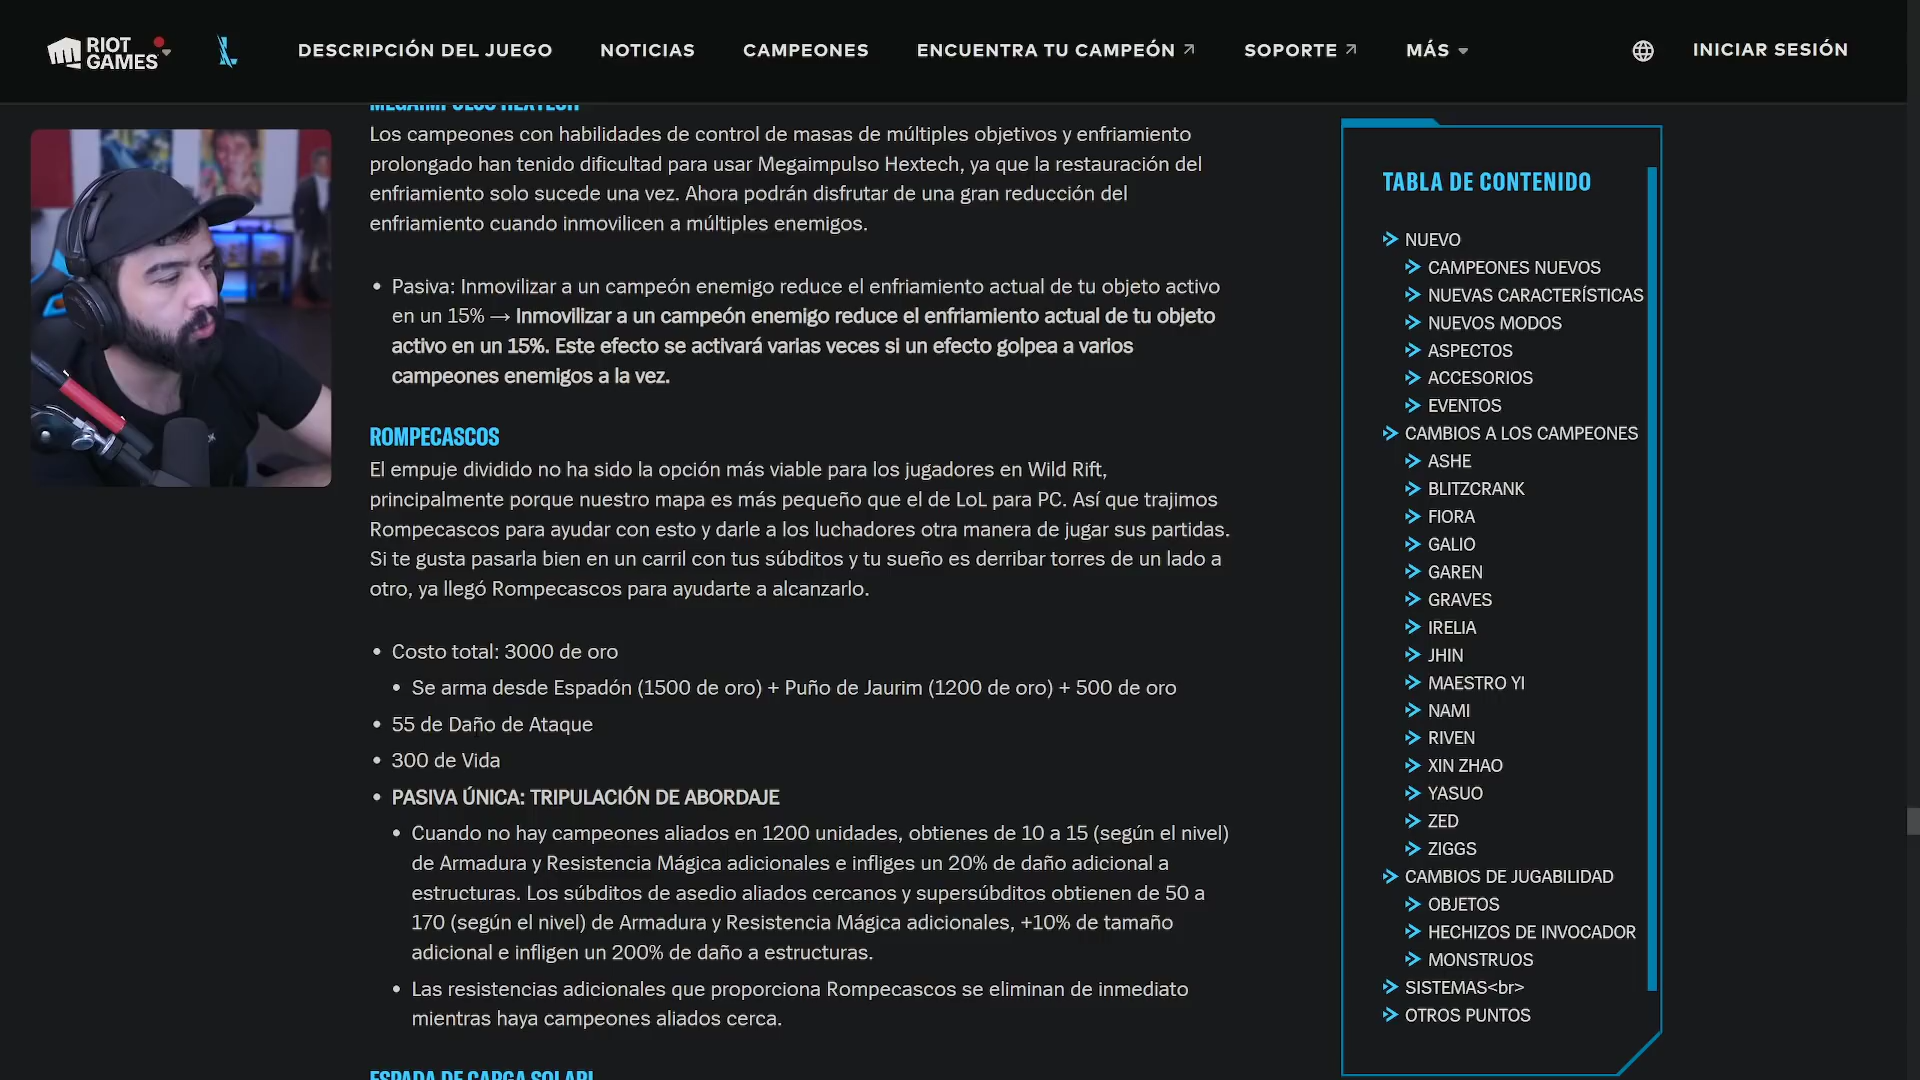 RIOT GAMES
DESCRIPCIÓN DEL JUEGO
NOTICIAS
CAMPEONES
ENCUENTRA TU CAMPEÓN
SOPORTE
MÁS
INICIAR SESIÓN
MEGAIMPULSO HEXTECH
Los campeones con habilidades de control de masas de múltiples objetivos y enfriamiento
prolongado han tenido dificultad para usar Megaimpulso Hextech, ya que la restauración del
enfriamiento solo sucede una vez. Ahora podrán disfrutar de una gran reducción del
enfriamiento cuando inmovilicen a múltiples enemigos.
• Pasiva: Inmovilizar a un campeón enemigo reduce el enfriamiento actual de tu objeto activo
en un 15% → Inmovilizar a un campeón enemigo reduce el enfriamiento actual de tu objeto
activo en un 15%. Este efecto se activará varias veces si un efecto golpea a varios
campeones enemigos a la vez.
ROMPECASCOS
El empuje dividido no ha sido la opción más viable para los jugadores en Wild Rift,
principalmente porque nuestro mapa es más pequeño que el de LoL para PC. Así que trajimos
Rompecascos para ayudar con esto y darle a los luchadores otra manera de jugar sus partidas.
Si te gusta pasarla bien en un carril con tus súbditos y tu sueño es derribar torres de un lado a
otro, ya llegó Rompecascos para ayudarte a alcanzarlo.
• Costo total: 3000 de oro
• Se arma desde Espadón (1500 de oro) + Puño de Jaurim (1200 de oro) + 500 de oro
• 55 de Daño de Ataque
• 300 de Vida
• PASIVA ÚNICA: TRIPULACIÓN DE ABORDAJE
• Cuando no hay campeones aliados en 1200 unidades, obtienes de 10 a 15 (según el nivel)
de Armadura y Resistencia Mágica adicionales e infliges un 20% de daño adicional a
estructuras. Los súbditos de asedio aliados cercanos y supersúbditos obtienen de 50 a
170 (según el nivel) de Armadura y Resistencia Mágica adicionales, +10% de tamaño
adicional e infligen un 200% de daño a estructuras.
• Las resistencias adicionales que proporciona Rompecascos se eliminan de inmediato
mientras haya campeones aliados cerca.
ESPADA DE CARGA SOLARI
TABLA DE CONTENIDO
NUEVO
CAMPEONES NUEVOS
NUEVAS CARACTERÍSTICAS
NUEVOS MODOS
ASPECTOS
ACCESORIOS
EVENTOS
CAMBIOS A LOS CAMPEONES
ASHE
BLITZCRANK
FIORA
GALIO
GAREN
GRAVES
IRELIA
JHIN
MAESTRO YI
NAMI
RIVEN
XIN ZHAO
YASUO
ZED
ZIGGS
CAMBIOS DE JUGABILIDAD
OBJETOS
HECHIZOS DE INVOCADOR
MONSTRUOS
SISTEMAS<br>
OTROS PUNTOS